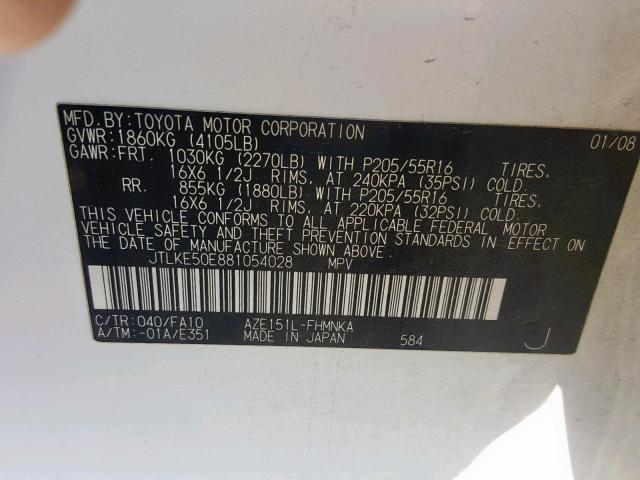 MFD.BY:TOYOTA MOTOR CORPORATION 01/08
GVWR:1860KG (4105LB)
GAWR:FRT. 1030KG (2270LB) WITH P205/55R16 TIRES,
16X6 1/2J RIMS, AT 240KPA (35PSI) COLD.
RR. 855KG (1880LB) WITH P205/55R16 TIRES,
16X6 1/2J RIMS, AT 220KPA (32PSI) COLD.
THIS VEHICLE CONFORMS TO ALL APPLICABLE FEDERAL MOTOR
VEHICLE SAFETY AND THEFT PREVENTION STANDARDS IN EFFECT ON
THE DATE OF MANUFACTURE SHOWN ABOVE.
JTLKE50E881054028 MPV
C/TR:040/FA10 AZE151L-FHMNKA
A/TM:-01A/E351 MADE IN JAPAN 584 J